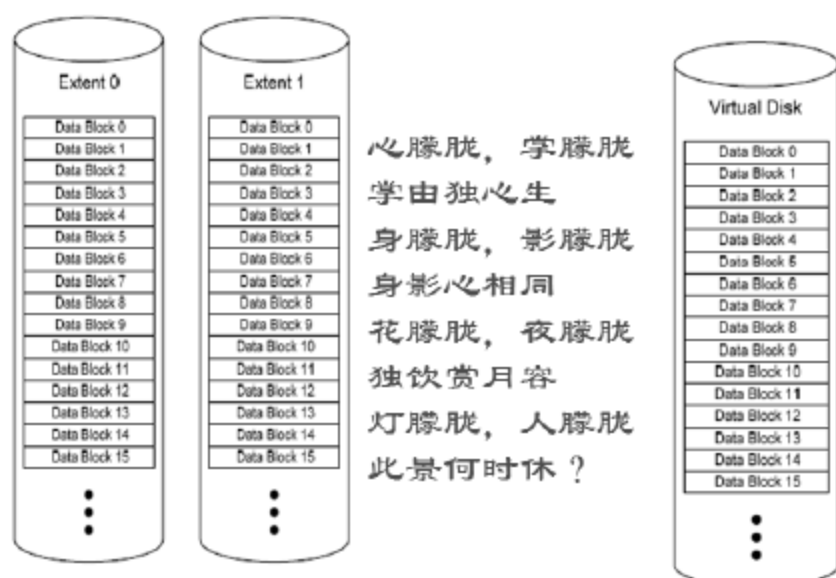 Extent 0
Data Block 0
Data Block 1
Data Block 2
Data Block 3
Data Block 4
Data Block 5
Data Block 6
Data Block 7
Data Block 8
Data Block 9
Data Block 10
Data Block 11
Data Block 12
Data Block 13
Data Block 14
Data Block 15
Extent 1
Data Block 0
Data Block 1
Data Block 2
Data Block 3
Data Block 4
Data Block 5
Data Block 6
Data Block 7
Data Block 8
Data Block 9
Data Block 10
Data Block 11
Data Block 12
Data Block 13
Data Block 14
Data Block 15
心朦胧，学朦胧
学由独心生
身朦胧，影朦胧
身影心相同
花朦胧，夜朦胧
独饮赏月容
灯朦胧，人朦胧
此景何时休？
Virtual Disk
Data Block 0
Data Block 1
Data Block 2
Data Block 3
Data Block 4
Data Block 5
Data Block 6
Data Block 7
Data Block 8
Data Block 9
Data Block 10
Data Block 11
Data Block 12
Data Block 13
Data Block 14
Data Block 15